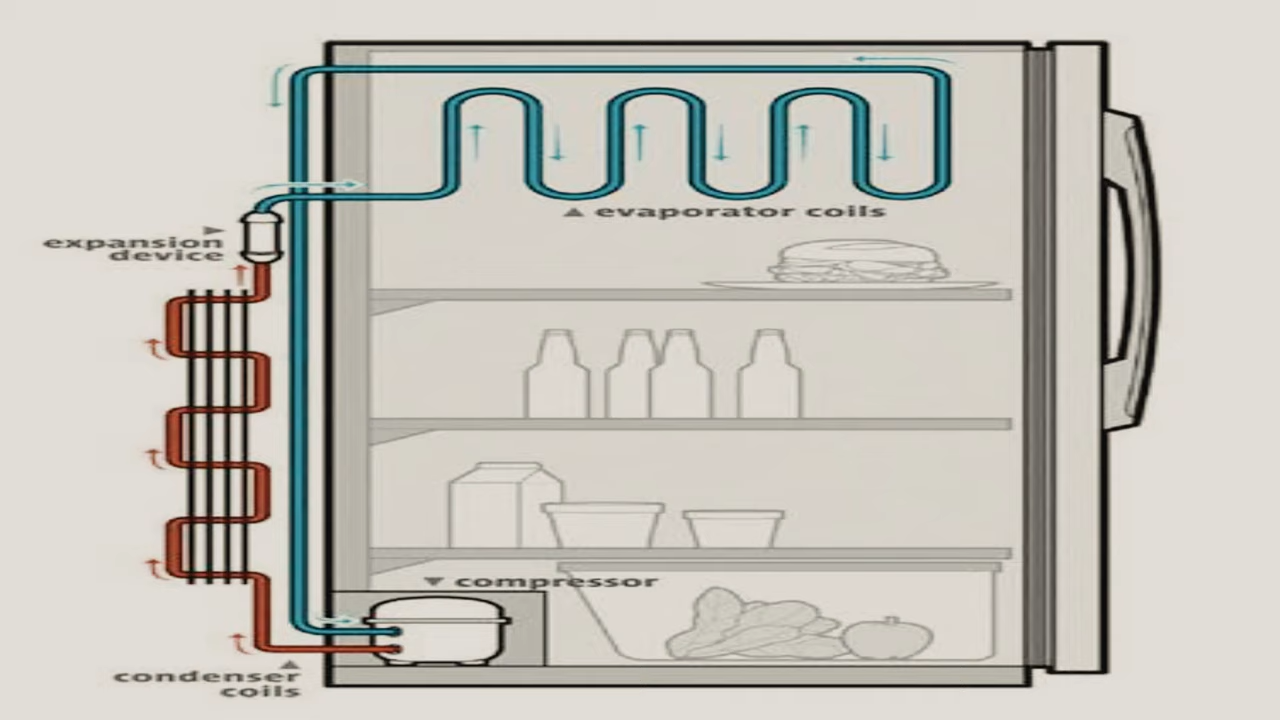 evaporator coils
expansion
device
compressor
condenser
coils